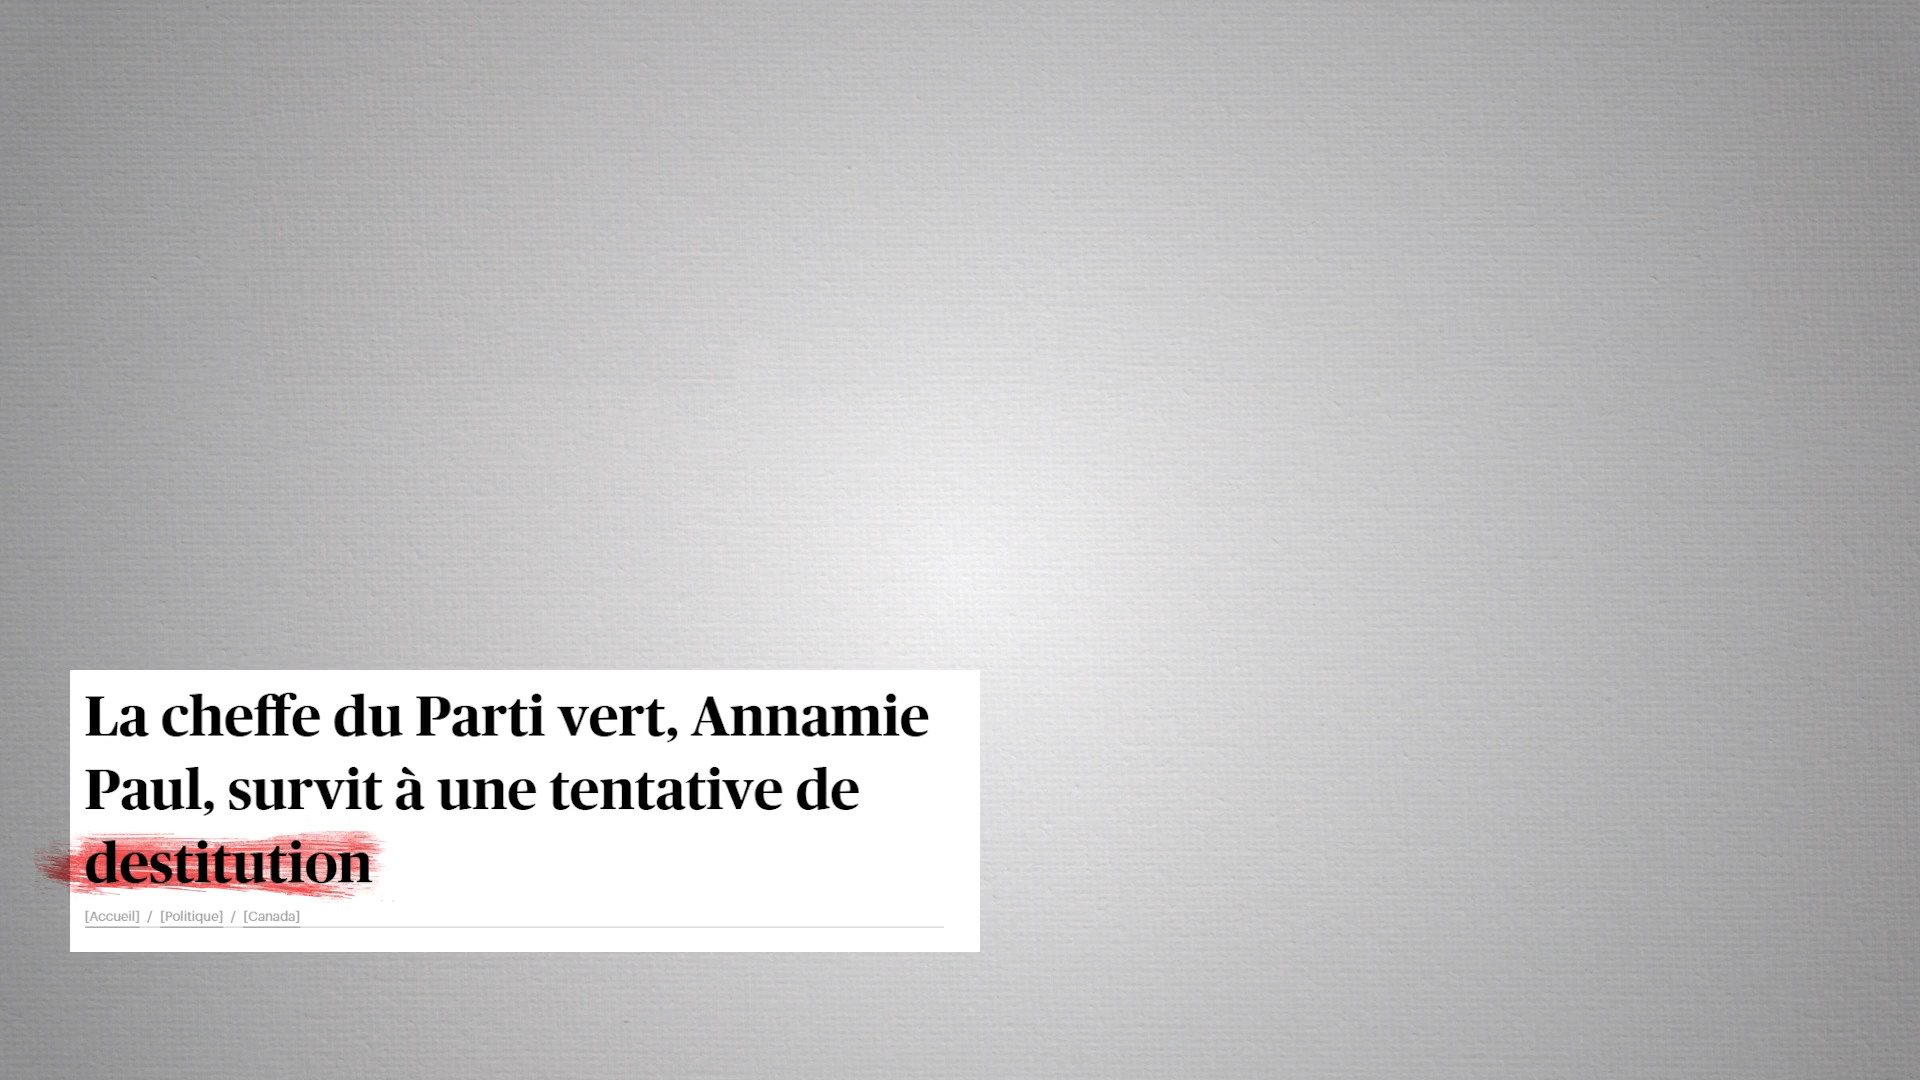 La cheffe du Parti vert, Annamie
Paul, survit à une tentative de
destitution
[Accueil] / [Politique] / [Canada]